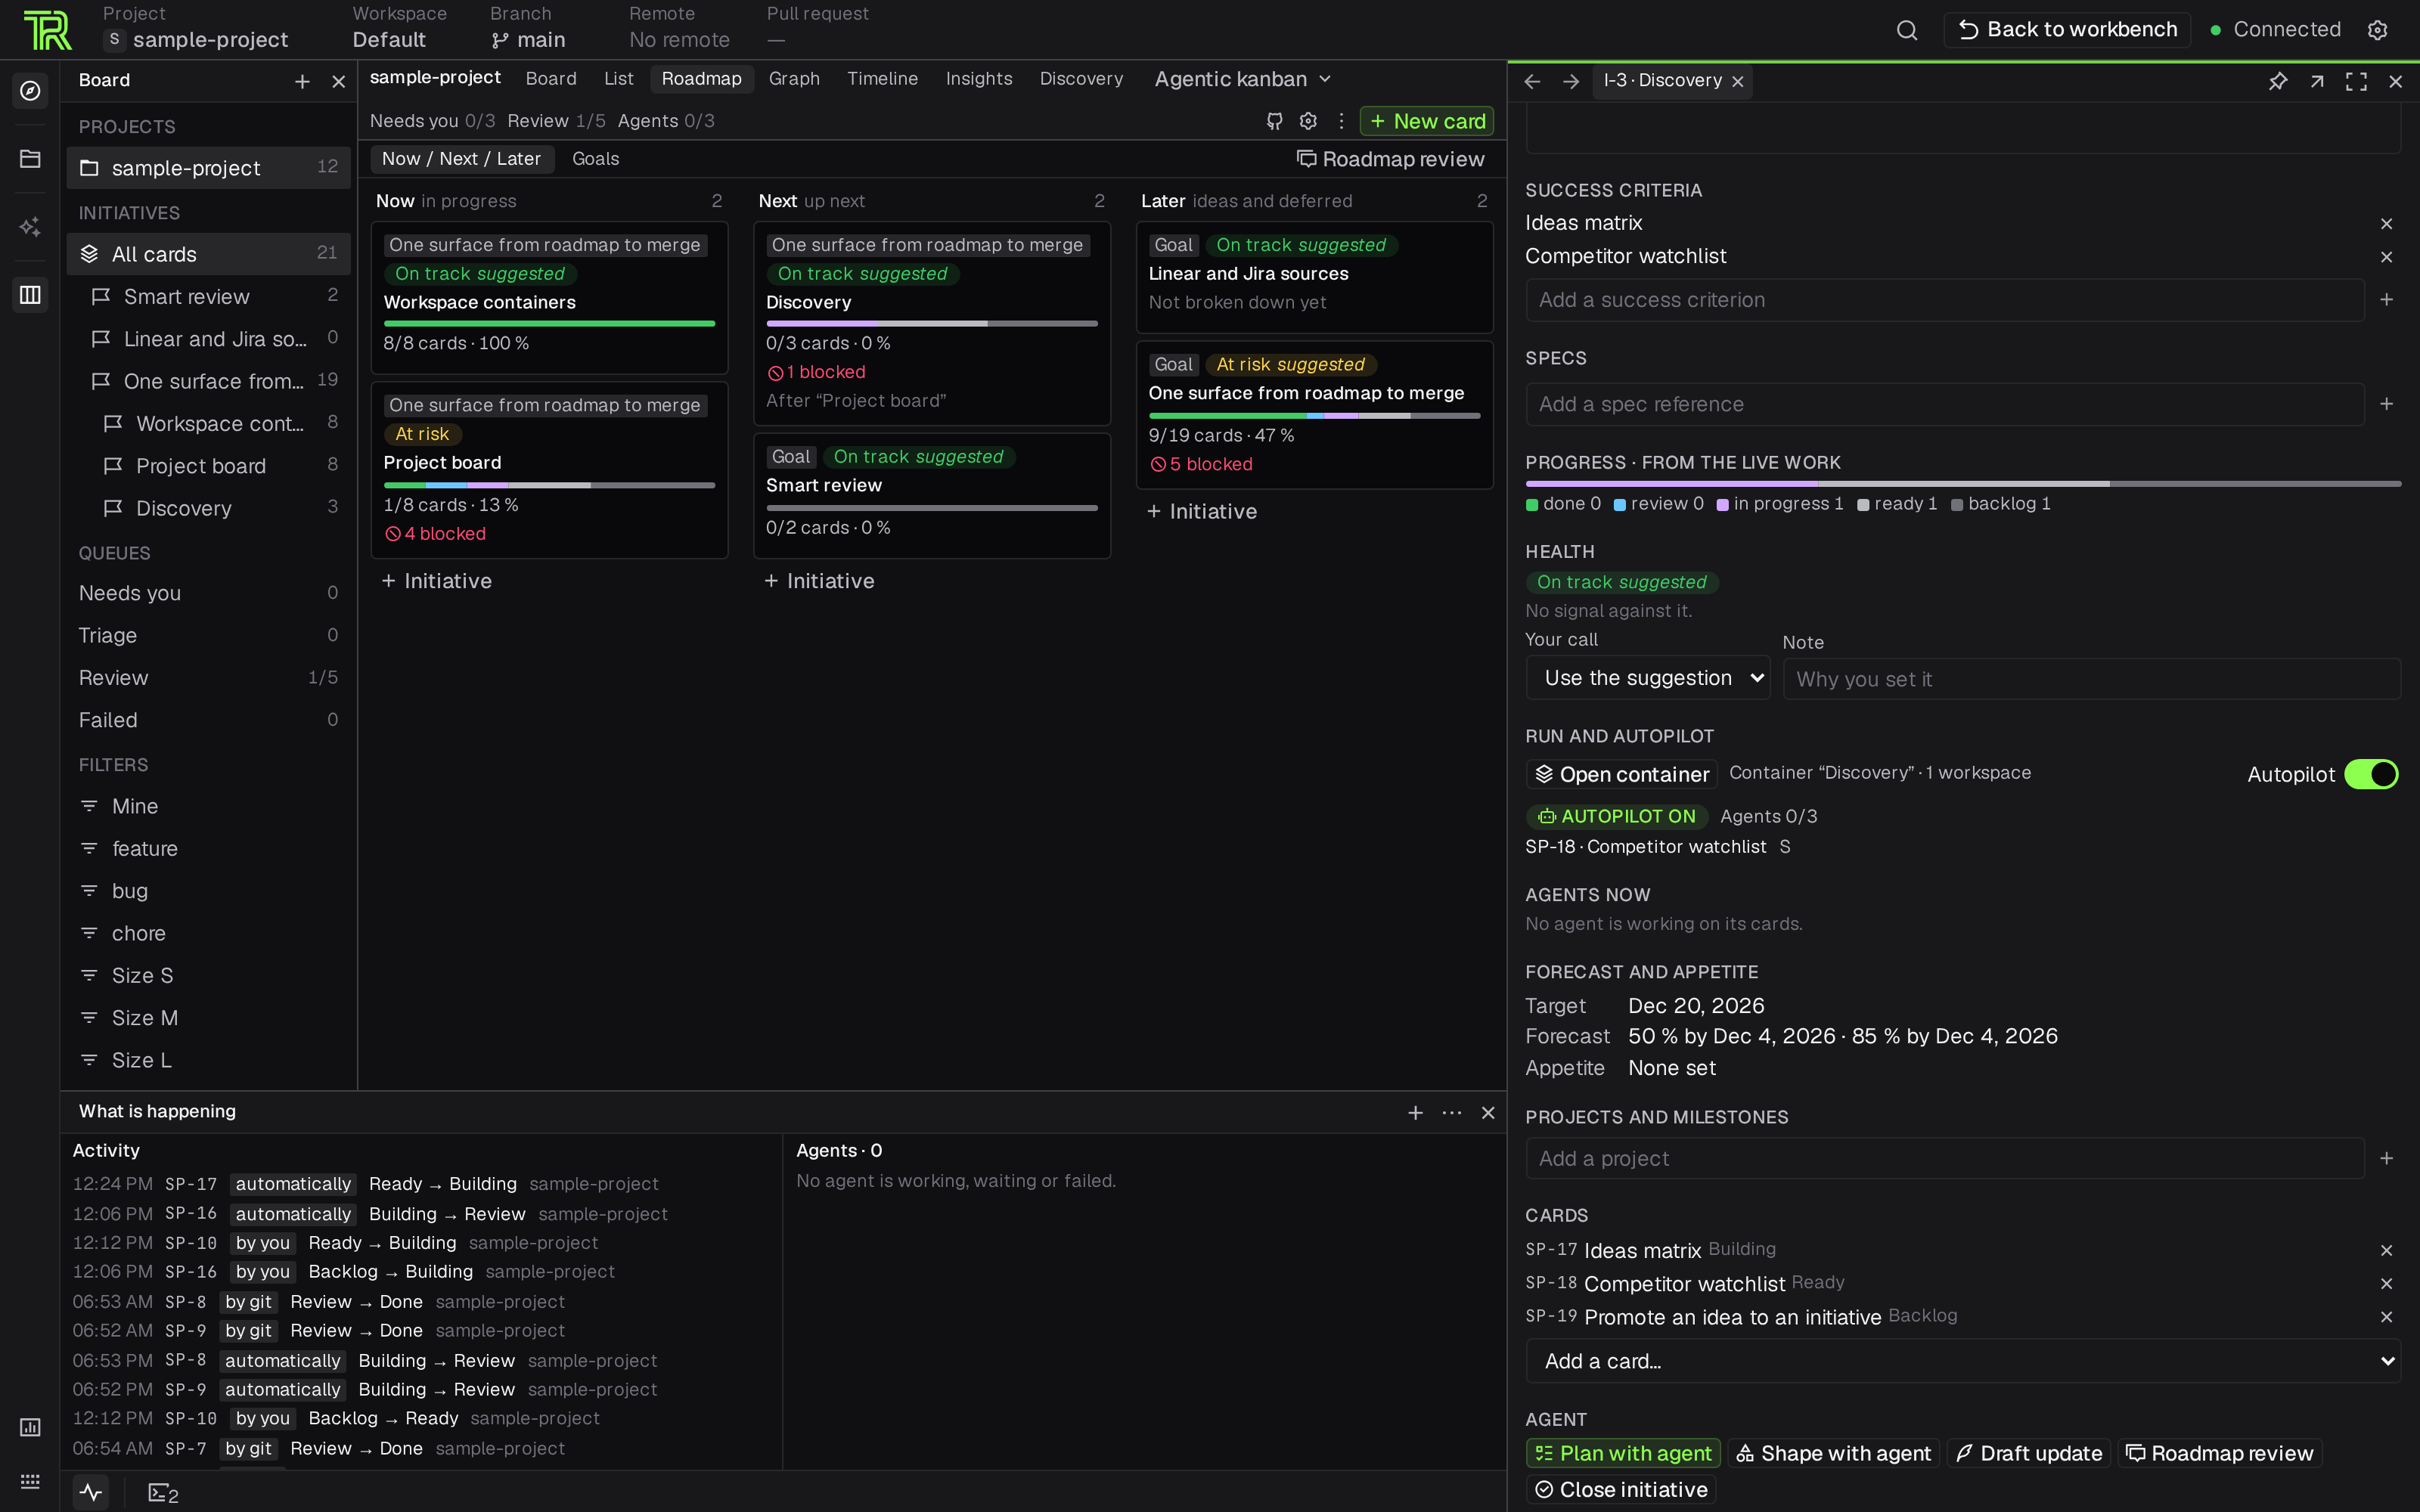 Project
S sample-project
Workspace
Default
Branch
main
Remote
No remote
Pull request
—
Back to workbench
Connected
Board
PROJECTS
sample-project 12
INITIATIVES
All cards 21
Smart review 2
Linear and Jira so... 0
One surface from... 19
Workspace cont... 8
Project board 8
Discovery 3
QUEUES
Needs you 0
Triage 0
Review 1/5
Failed 0
FILTERS
Mine
feature
bug
chore
Size S
Size M
Size L
sample-project Board List Roadmap Graph Timeline Insights Discovery Agentic kanban
Needs you 0/3 Review 1/5 Agents 0/3
+ New card
Now / Next / Later Goals
Roadmap review
Now in progress 2
One surface from roadmap to merge
On track suggested
Workspace containers
8/8 cards · 100 %
One surface from roadmap to merge
At risk
Project board
1/8 cards · 13 %
4 blocked
+ Initiative
Next up next 2
One surface from roadmap to merge
On track suggested
Discovery
0/3 cards · 0 %
1 blocked
After “Project board”
Goal On track suggested
Smart review
0/2 cards · 0 %
+ Initiative
Later ideas and deferred 2
Goal On track suggested
Linear and Jira sources
Not broken down yet
Goal At risk suggested
One surface from roadmap to merge
9/19 cards · 47 %
5 blocked
+ Initiative
What is happening
Activity
12:24 PM SP-17 automatically Ready → Building sample-project
12:06 PM SP-16 automatically Building → Review sample-project
12:12 PM SP-10 by you Ready → Building sample-project
12:06 PM SP-16 by you Backlog → Building sample-project
06:53 AM SP-8 by git Review → Done sample-project
06:52 AM SP-9 by git Review → Done sample-project
06:53 PM SP-8 automatically Building → Review sample-project
06:52 PM SP-9 automatically Building → Review sample-project
12:12 PM SP-10 by you Backlog → Ready sample-project
06:54 AM SP-7 by git Review → Done sample-project
Agents · 0
No agent is working, waiting or failed.
2
I-3 · Discovery
SUCCESS CRITERIA
Ideas matrix
Competitor watchlist
Add a success criterion
SPECS
Add a spec reference
PROGRESS · FROM THE LIVE WORK
done 0 review 0 in progress 1 ready 1 backlog 1
HEALTH
On track suggested
No signal against it.
Your call
Use the suggestion
Note
Why you set it
RUN AND AUTOPILOT
Open container Container “Discovery” · 1 workspace Autopilot
AUTOPILOT ON Agents 0/3
SP-18 · Competitor watchlist S
AGENTS NOW
No agent is working on its cards.
FORECAST AND APPETITE
Target Dec 20, 2026
Forecast 50 % by Dec 4, 2026 · 85 % by Dec 4, 2026
Appetite None set
PROJECTS AND MILESTONES
Add a project
CARDS
SP-17 Ideas matrix Building
SP-18 Competitor watchlist Ready
SP-19 Promote an idea to an initiative Backlog
Add a card...
AGENT
Plan with agent Shape with agent Draft update Roadmap review
Close initiative